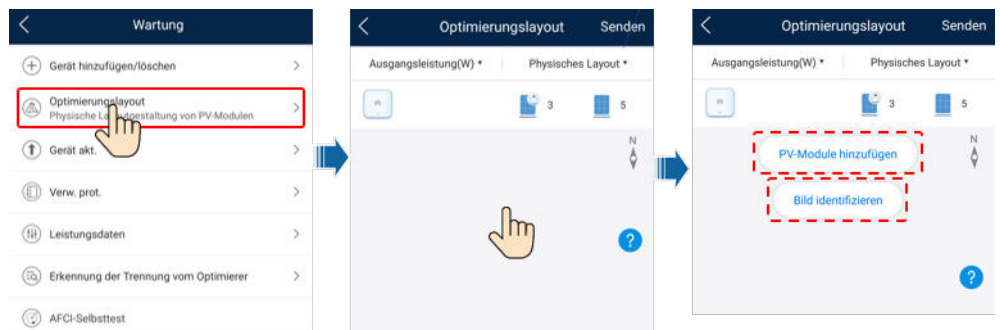 Wartung
Gerät hinzufügen/löschen
Optimierungslayout
Physische Layoutgestaltung von PV-Modulen
Gerät akt.
Verw. prot.
Leistungsdaten
Erkennung der Trennung vom Optimierer
AFCI-Selbsttest
Optimierungslayout Senden
Ausgangsleistung(W) Physisches Layout
3 5
N
?
Optimierungslayout Senden
Ausgangsleistung(W) Physisches Layout
3 5
N
PV-Module hinzufügen
Bild identifizieren
?